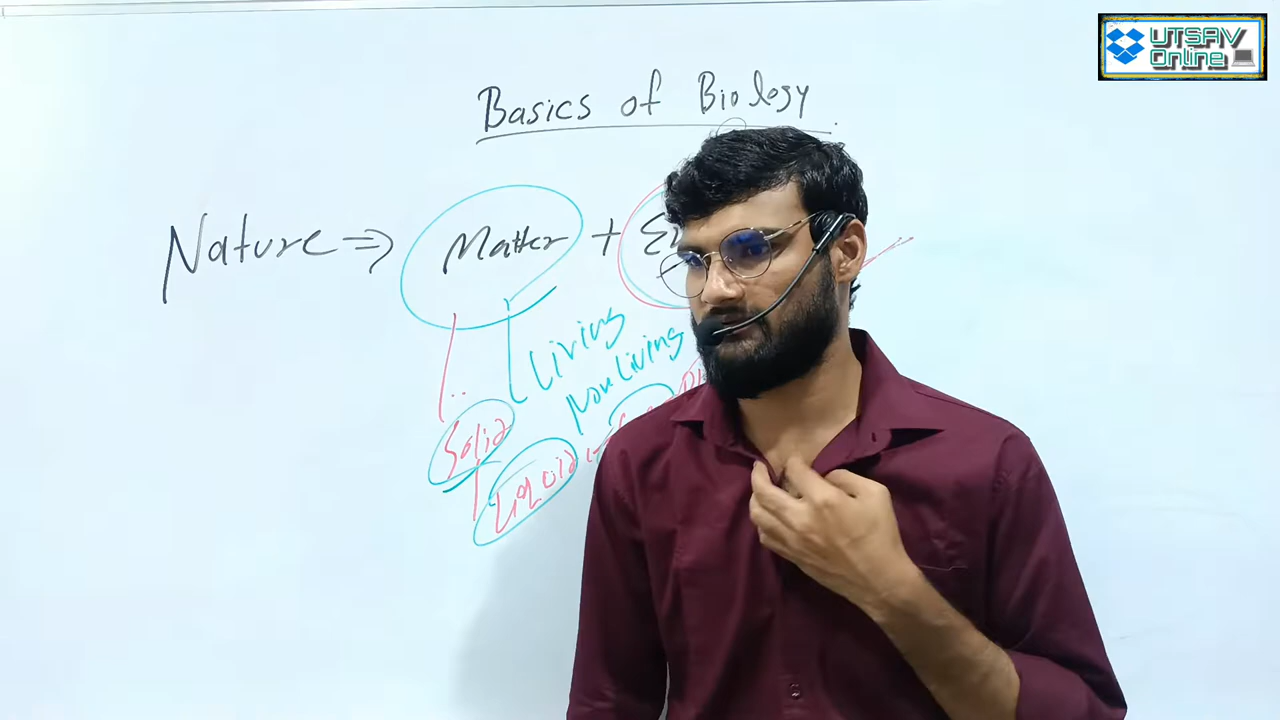 UTSAV
Online
Basics of Biology
Nature ⇒ Matter +
Living
Non Living
Solid
Liquid